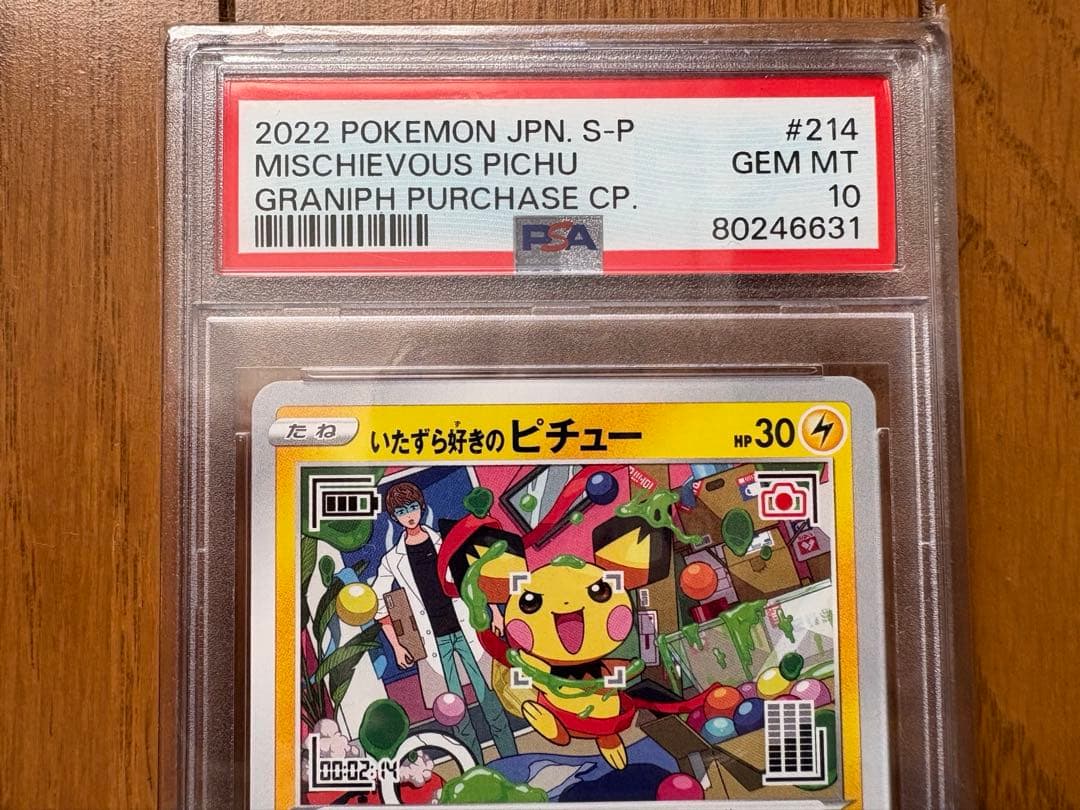 2022 POKEMON JPN. S-P #214
MISCHIEVOUS PICHU GEM MT
GRANIPH PURCHASE CP. 10
PSA 80246631
たね いたずら好きのピチュー HP30
00:02:14